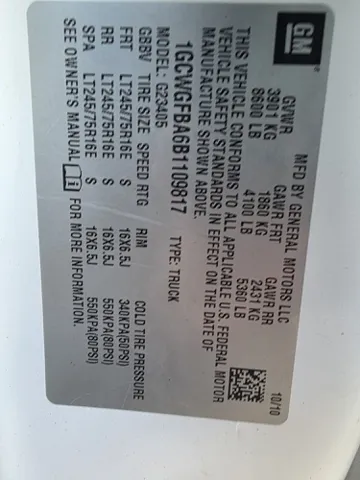 GM
MFD BY GENERAL MOTORS LLC 10/10
GVWR GAWR FRT GAWR RR
3901 KG 1860 KG 2431 KG
8600 LB 4100 LB 5360 LB
THIS VEHICLE CONFORMS TO ALL APPLICABLE U.S. FEDERAL MOTOR
VEHICLE SAFETY STANDARDS IN EFFECT ON THE DATE OF
MANUFACTURE SHOWN ABOVE.
1GCWGFBA6B1109817 TYPE: TRUCK
MODEL: G23405
GBBV TIRE SIZE SPEED RTG RIM COLD TIRE PRESSURE
FRT LT245/75R16E S 16X6.5J 340KPA(50PSI)
RR LT245/75R16E S 16X6.5J 550KPA(80PSI)
SPA LT245/75R16E S 16X6.5J 550KPA(80PSI)
SEE OWNER'S MANUAL i FOR MORE INFORMATION.